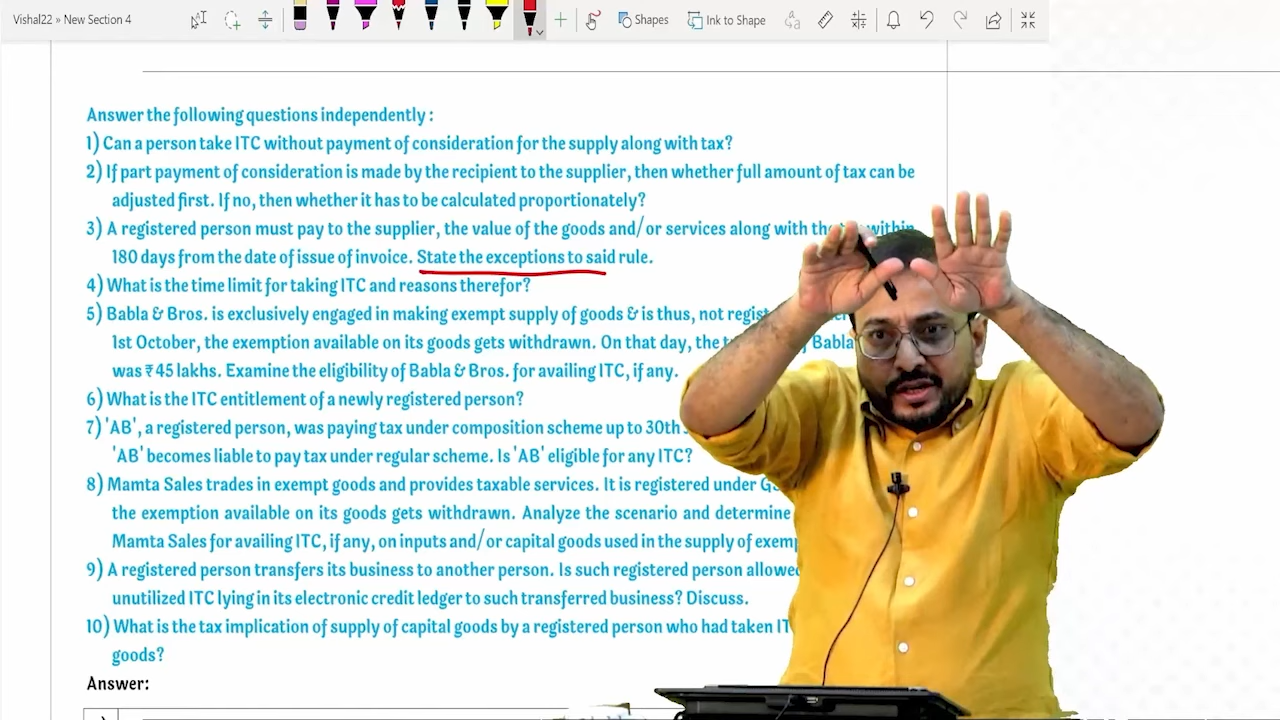 Vishal22 » New Section 4
Shapes
Ink to Shape
Answer the following questions independently :
1) Can a person take ITC without payment of consideration for the supply along with tax?
2) If part payment of consideration is made by the recipient to the supplier, then whether full amount of tax can be
adjusted first. If no, then whether it has to be calculated proportionately?
3) A registered person must pay to the supplier, the value of the goods and/or services along with the within
180 days from the date of issue of invoice. State the exceptions to said rule.
4) What is the time limit for taking ITC and reasons therefor?
5) Babla & Bros. is exclusively engaged in making exempt supply of goods & is thus, not
1st October, the exemption available on its goods gets withdrawn. On that day, the Babla
was ₹ 45 lakhs. Examine the eligibility of Babla & Bros. for availing ITC, if any.
6) What is the ITC entitlement of a newly registered person?
7) 'AB', a registered person, was paying tax under composition scheme up to 30th
'AB' becomes liable to pay tax under regular scheme. Is 'AB' eligible for any ITC?
8) Mamta Sales trades in exempt goods and provides taxable services. It is registered under
the exemption available on its goods gets withdrawn. Analyze the scenario and determine
Mamta Sales for availing ITC, if any, on inputs and/or capital goods used in the supply of
9) A registered person transfers its business to another person. Is such registered person
unutilized ITC lying in its electronic credit ledger to such transferred business? Discuss.
10) What is the tax implication of supply of capital goods by a registered person who had taken
goods?
Answer: